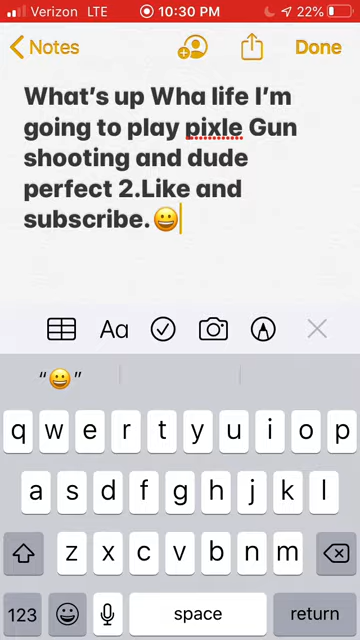 Verizon LTE 10:30 PM 22%
Notes Done
What's up Wha life I'm
going to play pixle Gun
shooting and dude
perfect 2.Like and
subscribe.😀
Aa
“😀”
q w e r t y u i o p
a s d f g h j k l
z x c v b n m
123 space return